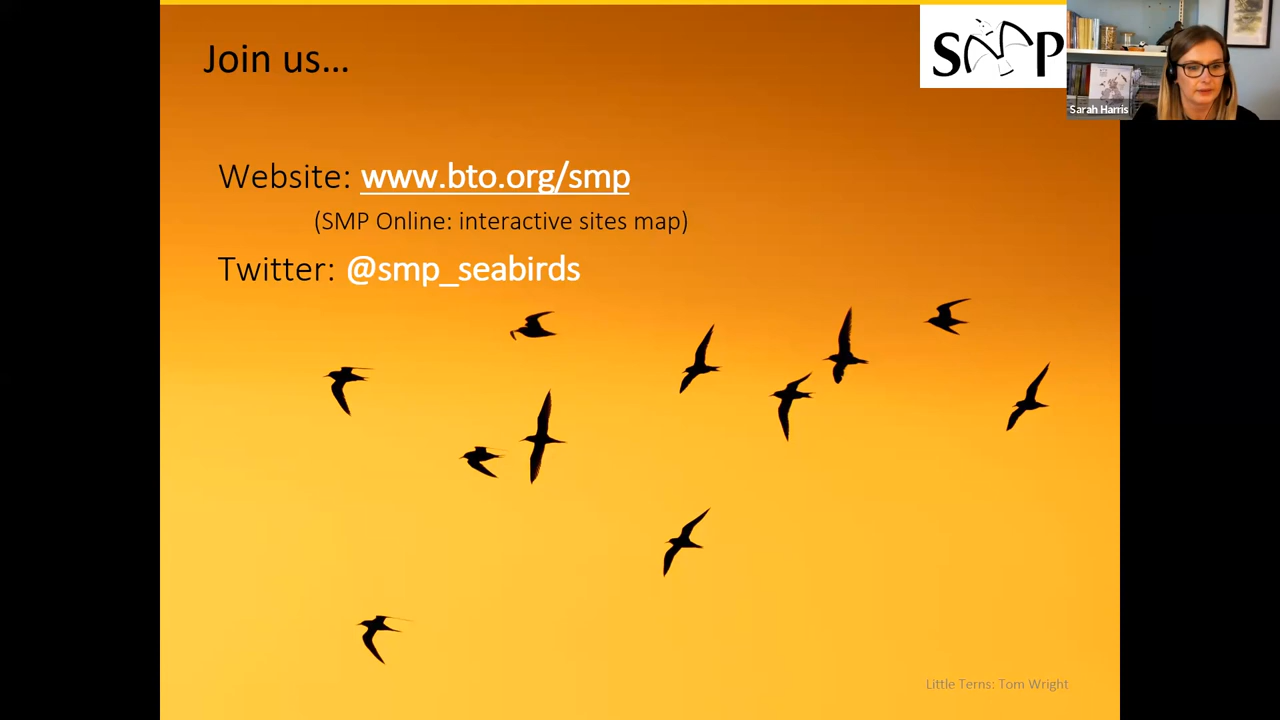 Join us...
SMP
Sarah Harris
Website: www.bto.org/smp
(SMP Online: interactive sites map)
Twitter: @smp_seabirds
Little Terns: Tom Wright